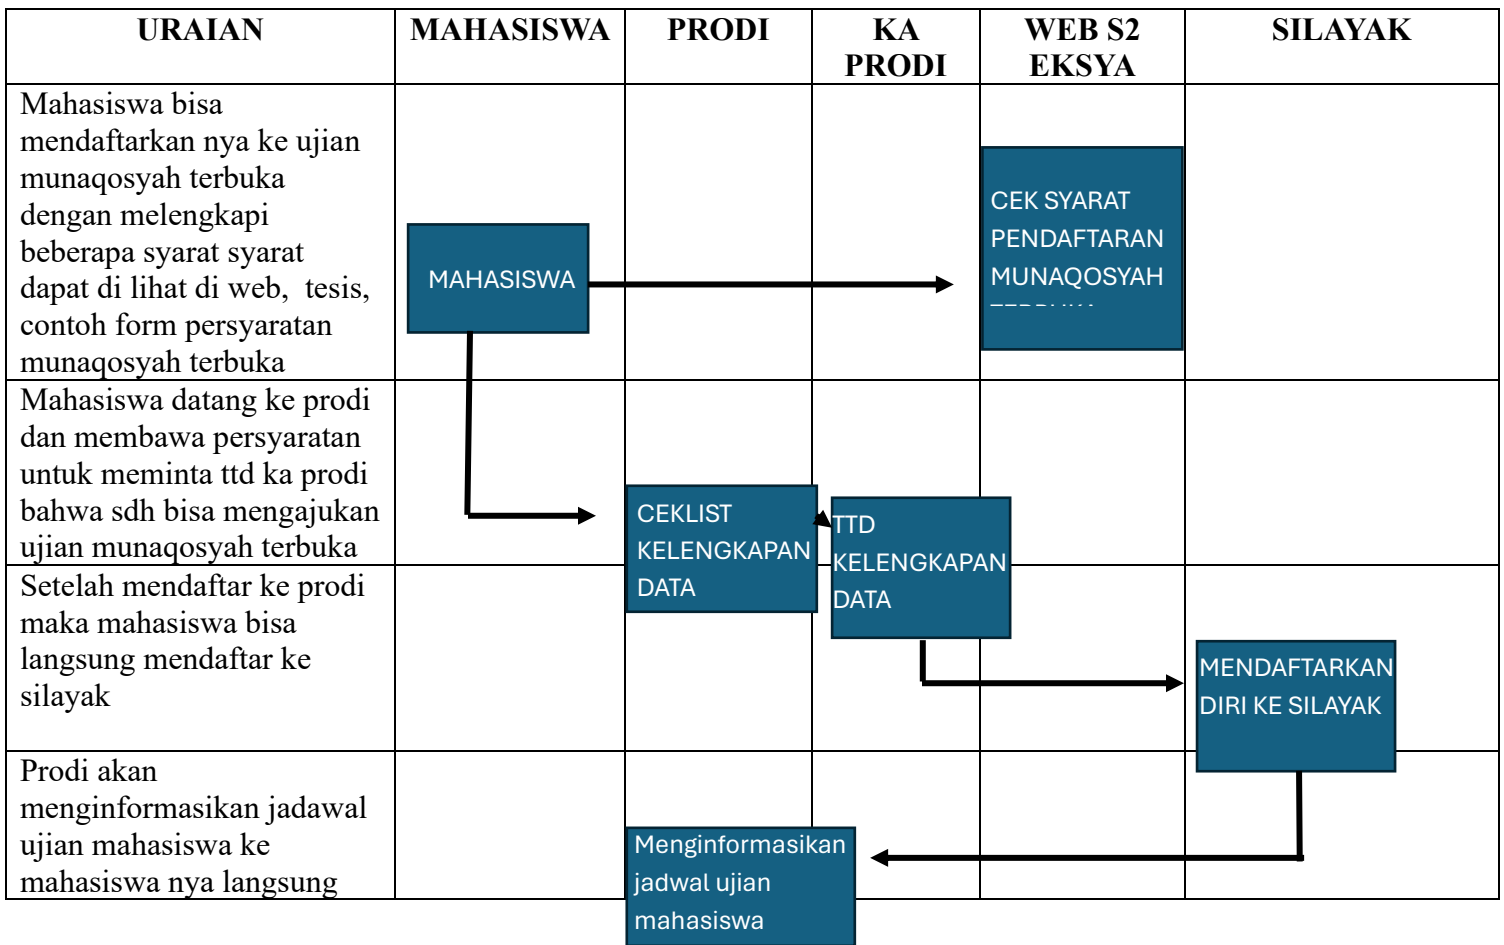 URAIAN
MAHASISWA
PRODI
KA
PRODI
WEB S2
EKSYA
SILAYAK
Mahasiswa bisa
mendaftarkan nya ke ujian
munaqosyah terbuka
dengan melengkapi
beberapa syarat syarat
dapat di lihat di web, tesis,
contoh form persyaratan
munaqosyah terbuka
MAHASISWA
CEK SYARAT
PENDAFTARAN
MUNAQOSYAH
Mahasiswa datang ke prodi
dan membawa persyaratan
untuk meminta ttd ka prodi
bahwa sdh bisa mengajukan
ujian munaqosyah terbuka
CEKLIST
KELENGKAPAN
DATA
TTD
KELENGKAPAN
DATA
Setelah mendaftar ke prodi
maka mahasiswa bisa
langsung mendaftar ke
silayak
MENDAFTARKAN
DIRI KE SILAYAK
Prodi akan
menginformasikan jadawal
ujian mahasiswa ke
mahasiswa nya langsung
Menginformasikan
jadwal ujian
mahasiswa